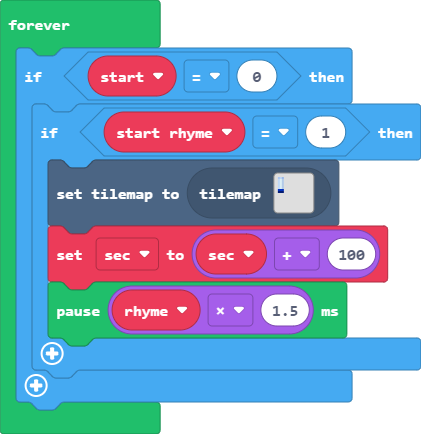 forever
if start = 0 then
if start rhyme = 1 then
set tilemap to tilemap
set sec to sec + 100
pause rhyme × 1.5 ms